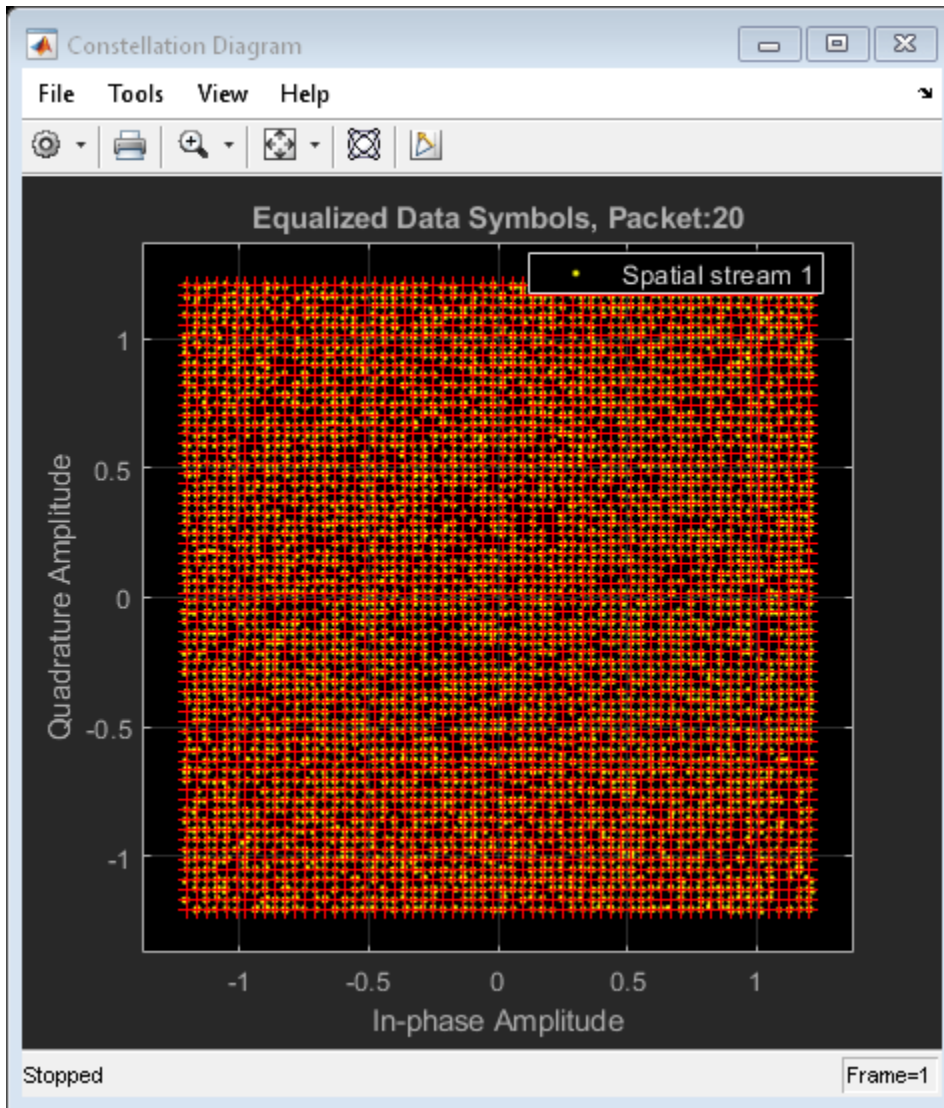 Constellation Diagram
File Tools View Help
Equalized Data Symbols, Packet:20
Spatial stream 1
Quadrature Amplitude
1
0.5
0
-0.5
-1
-1 -0.5 0 0.5 1
In-phase Amplitude
Stopped Frame=1